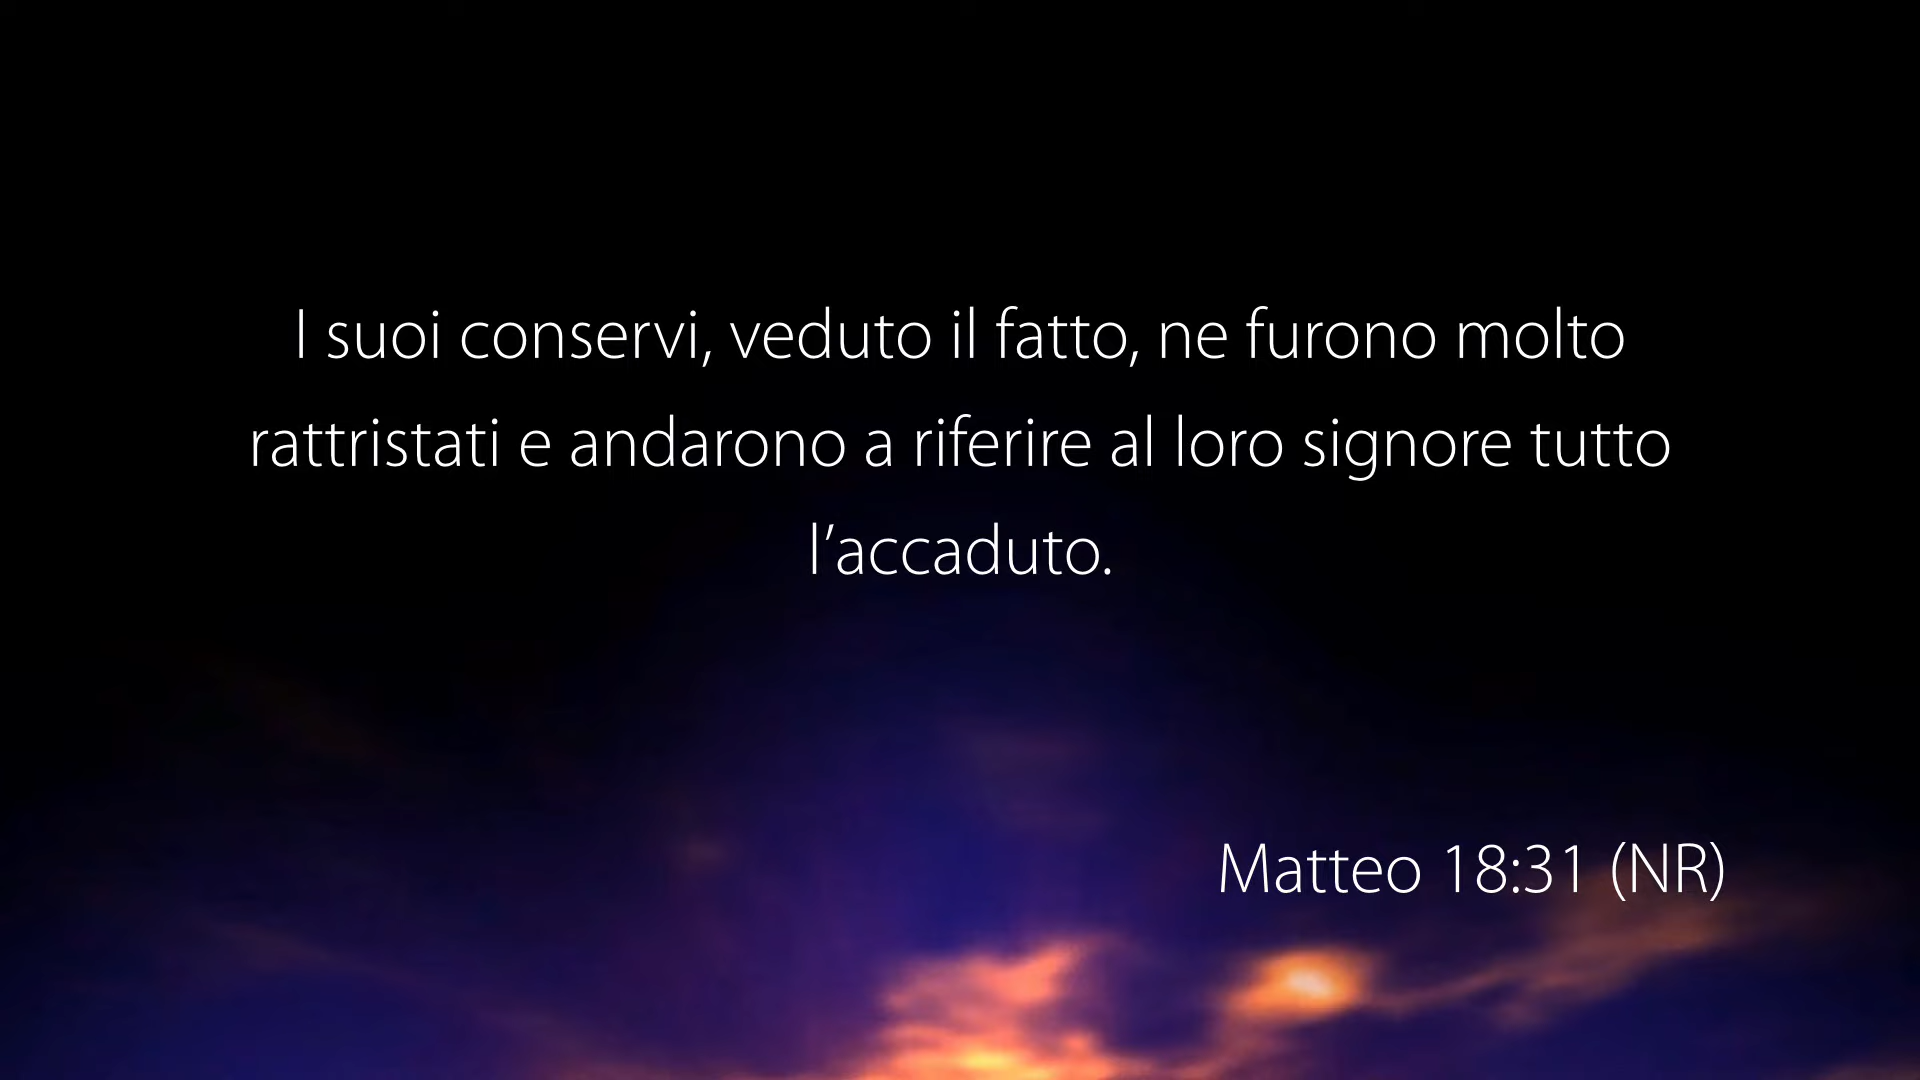 I suoi conservi, veduto il fatto, ne furono molto
rattristati e andarono a riferire al loro signore tutto
l’accaduto.
Matteo 18:31 (NR)